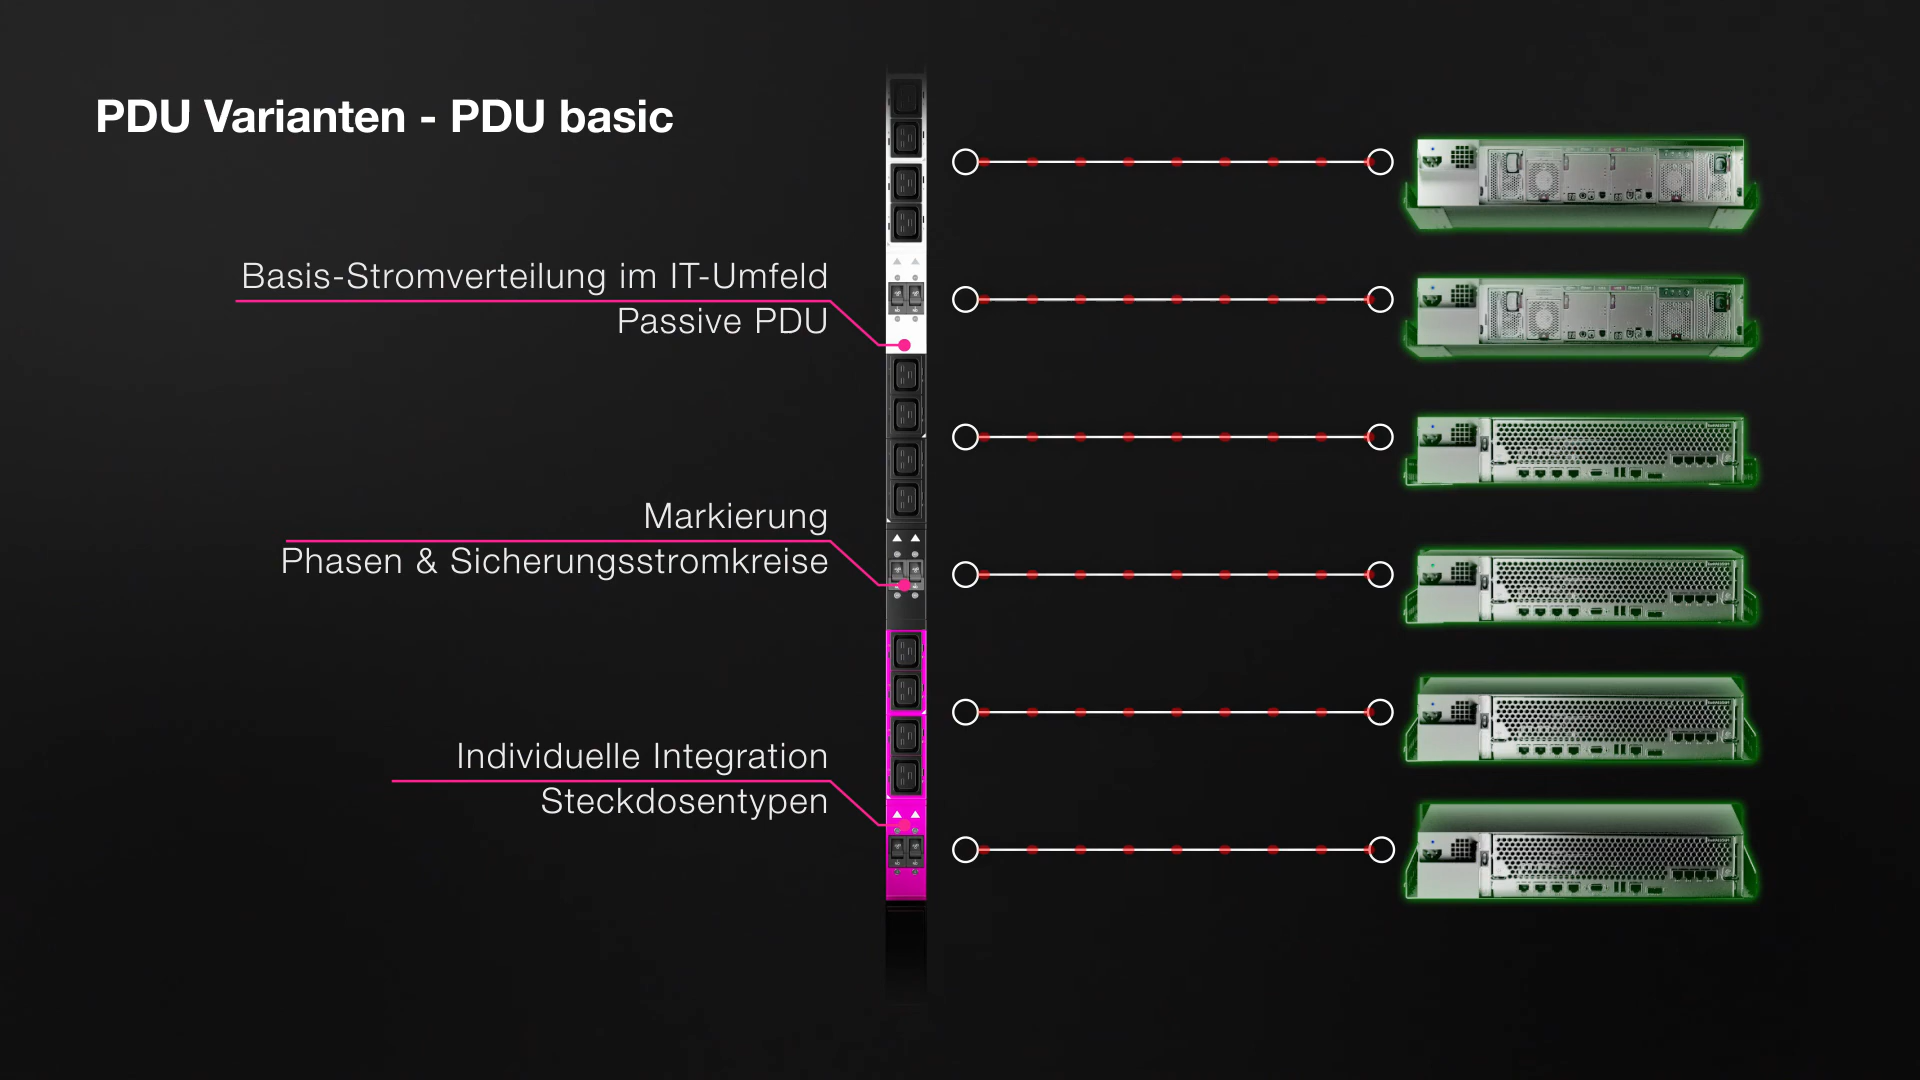 PDU Varianten - PDU basic
Basis-Stromverteilung im IT-Umfeld
Passive PDU
Markierung
Phasen & Sicherungsstromkreise
Individuelle Integration
Steckdosentypen